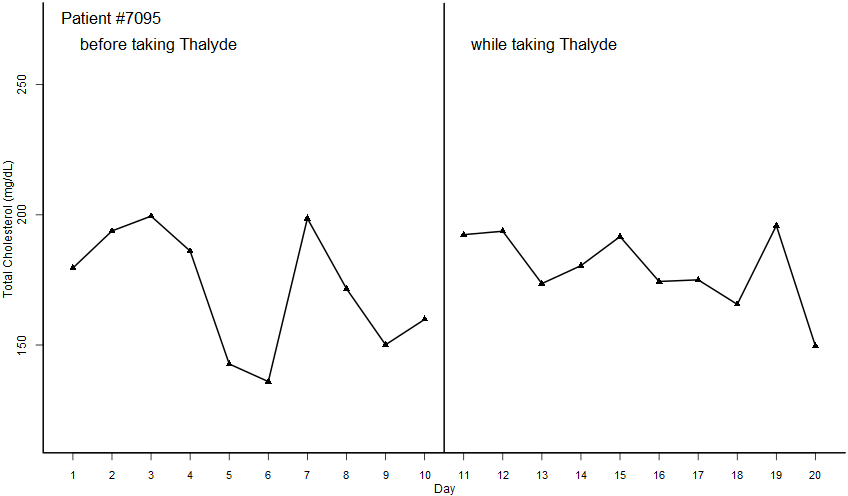 Patient #7095
before taking Thalyde
while taking Thalyde
Total Cholesterol (mg/dL)
250
200
150
1 2 3 4 5 6 7 8 9 10 11 12 13 14 15 16 17 18 19 20
Day